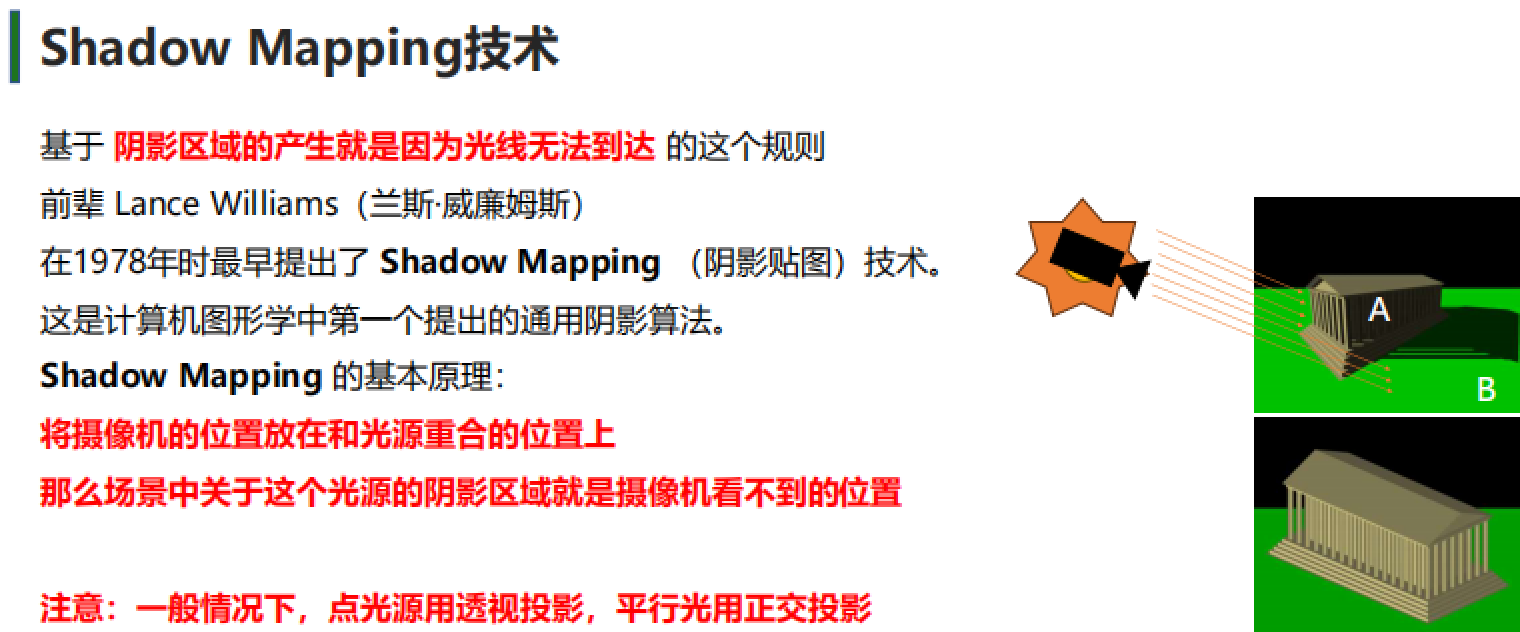 Shadow Mapping技术
基于 阴影区域的产生就是因为光线无法到达 的这个规则
前辈 Lance Williams（兰斯·威廉姆斯）
在1978年时最早提出了 Shadow Mapping （阴影贴图）技术。
这是计算机图形学中第一个提出的通用阴影算法。
Shadow Mapping 的基本原理：
将摄像机的位置放在和光源重合的位置上
那么场景中关于这个光源的阴影区域就是摄像机看不到的位置
注意：一般情况下，点光源用透视投影，平行光用正交投影
A
B